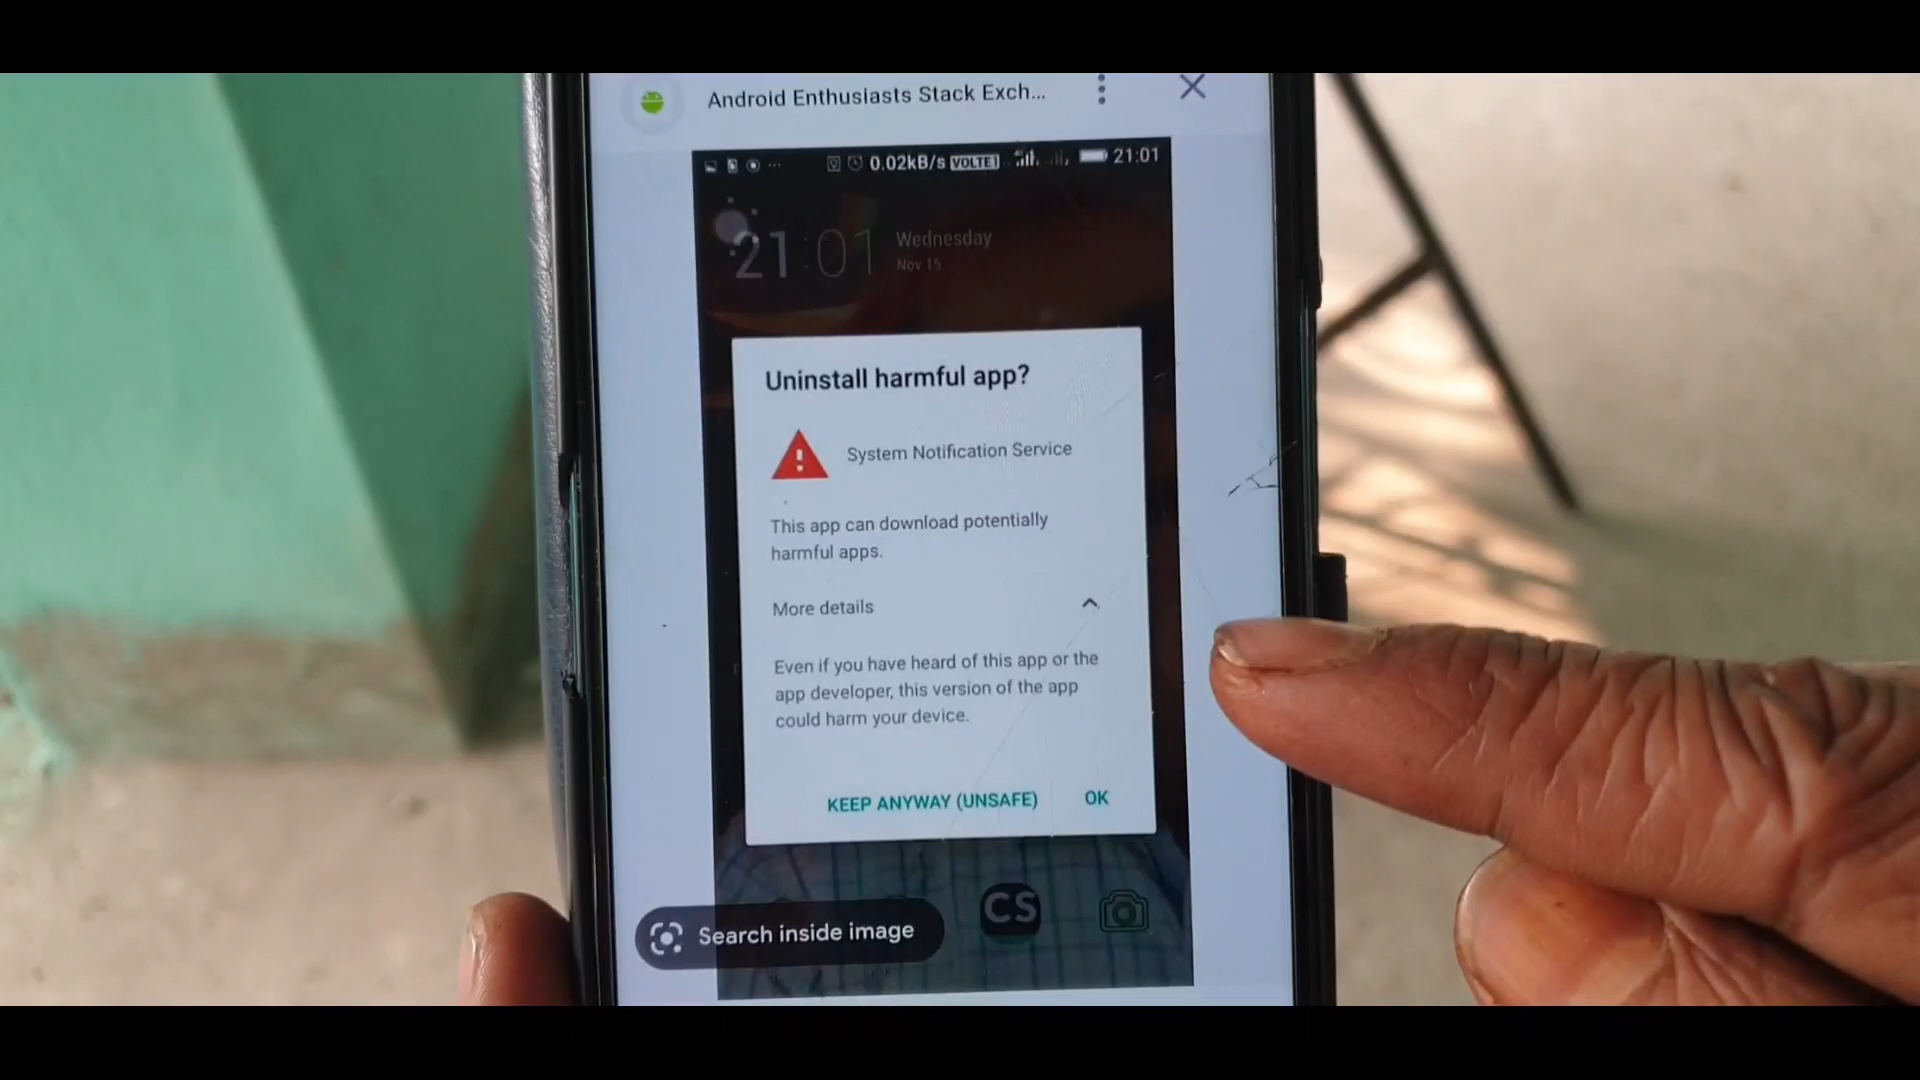 Android Enthusiasts Stack Exch...
0.02kB/s VOLTE1 21:01
21:01 Wednesday
Nov 15
Uninstall harmful app?
System Notification Service
This app can download potentially
harmful apps.
More details
Even if you have heard of this app or the
app developer, this version of the app
could harm your device.
KEEP ANYWAY (UNSAFE) OK
CS
Search inside image